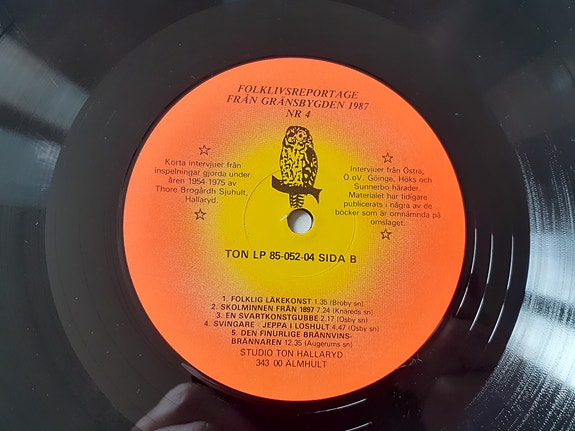 FOLKLIVSREPORTAGE
FRÅN GRÄNSBYGDEN 1987
NR 4
Korta intervjuer från
inspelningar gjorda under
åren 1954-1975 av
Thore Brogårdh Sjuhult,
Hallaryd.
Intervjuer från Östra,
O.oV. Göinge, Höks och
Sunnerbo härader.
Materialet har tidigare
publicerats i några av de
böcker som är omnämnda på
omslaget.
TON LP 85-052-04 SIDA B
1. FOLKLIG LÄKEKONST 1.35 (Broby sn)
2. SKOLMINNEN FRÅN 1897 7.24 (Knäreds sn)
3. EN SVARTKONSTGUBBE 2.17 (Osby sn)
4. SVINGARE - JEPPA I LOSHULT 4.47 (Osby sn)
5. DEN FINURLIGE BRÄNNVINS-
BRÄNNAREN 12.35 (Augerums sn)
STUDIO TON HALLARYD
343 00 ÄLMHULT